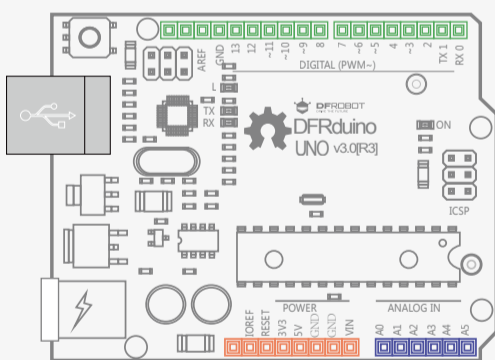 AREF
GND
13
12
~11
~10
~9
8
7
~6
~5
4
~3
2
TX 1
RX 0
DIGITAL (PWM~)
L
TX
RX
DFROBOT
DFRduino
UNO v3.0[R3]
ON
ICSP
POWER
ANALOG IN
IOREF
RESET
3V3
5V
GND
GND
VIN
A0
A1
A2
A3
A4
A5